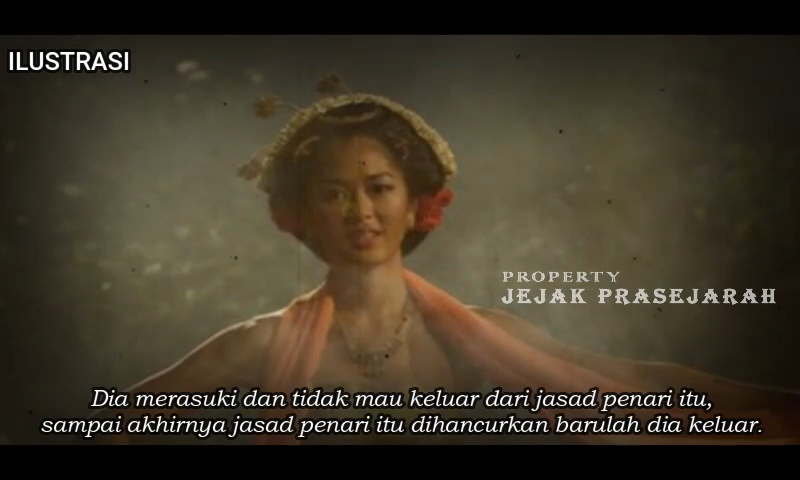 ILUSTRASI
PROPERTY
JEJAK PRASEJARAH
Dia merasuki dan tidak mau keluar dari jasad penari itu,
sampai akhirnya jasad penari itu dihancurkan barulah dia keluar.